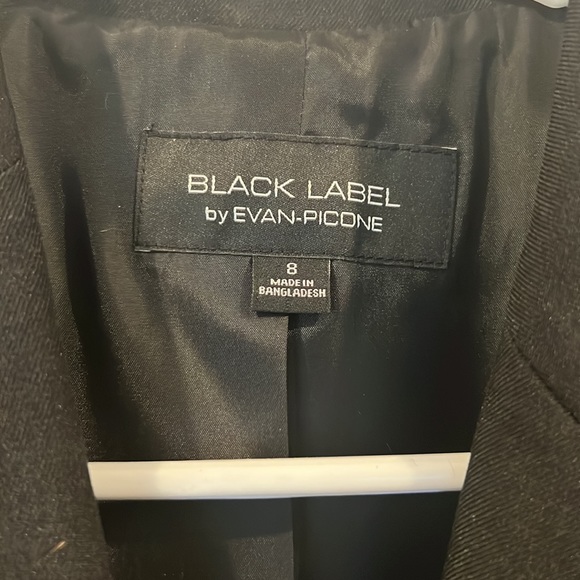 BLACK LABEL
by EVAN-PICONE
8
MADE IN
BANGLADESH